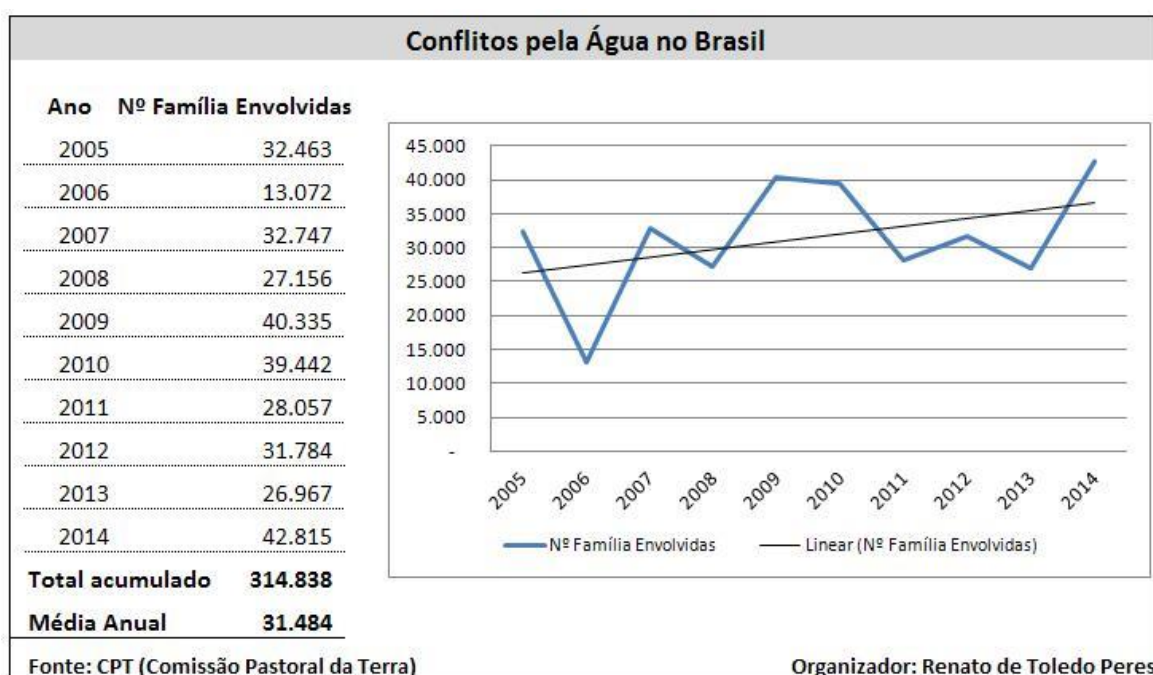 Conflitos pela Água no Brasil
Ano Nº Família Envolvidas
2005 32.463
2006 13.072
2007 32.747
2008 27.156
2009 40.335
2010 39.442
2011 28.057
2012 31.784
2013 26.967
2014 42.815
Total acumulado 314.838
Média Anual 31.484
45.000
40.000
35.000
30.000
25.000
20.000
15.000
10.000
5.000
-
2005 2006 2007 2008 2009 2010 2011 2012 2013 2014
Nº Família Envolvidas Linear (Nº Família Envolvidas)
Fonte: CPT (Comissão Pastoral da Terra) Organizador: Renato de Toledo Peres